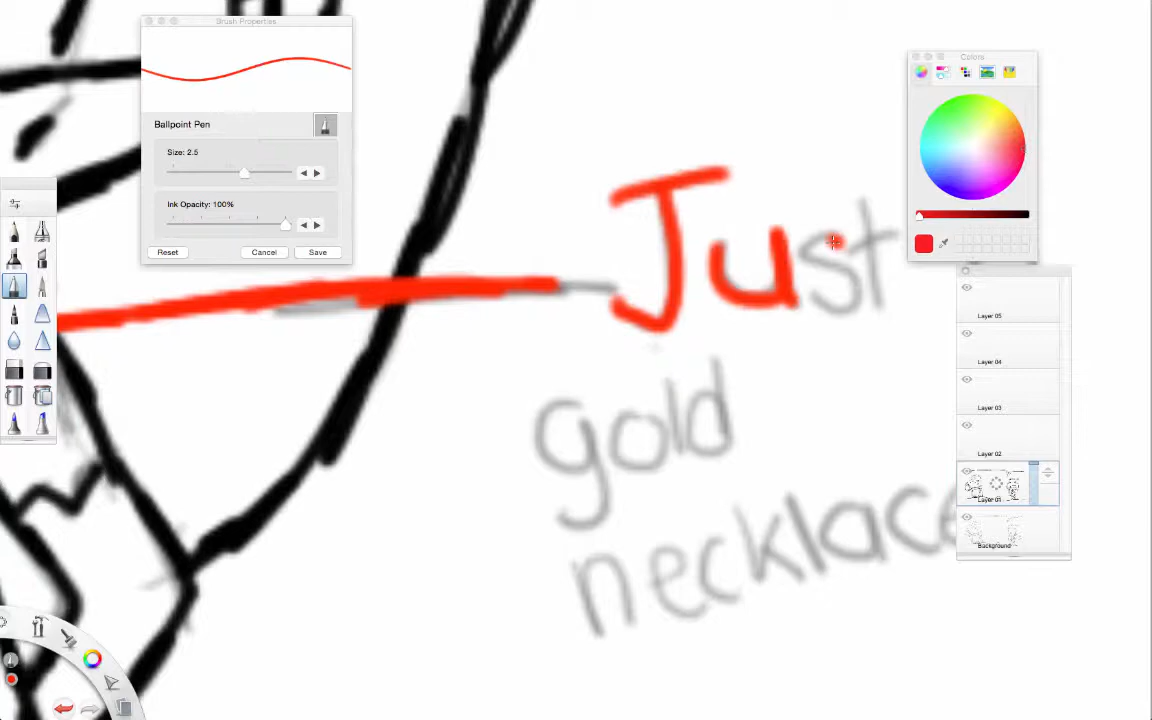 Brush Properties
Ballpoint Pen
Size: 2.5
Ink Opacity: 100%
Reset Cancel Save
Colors
Just
gold
necklace
Layer 05
Layer 04
Layer 03
Layer 02
Layer 01
Background